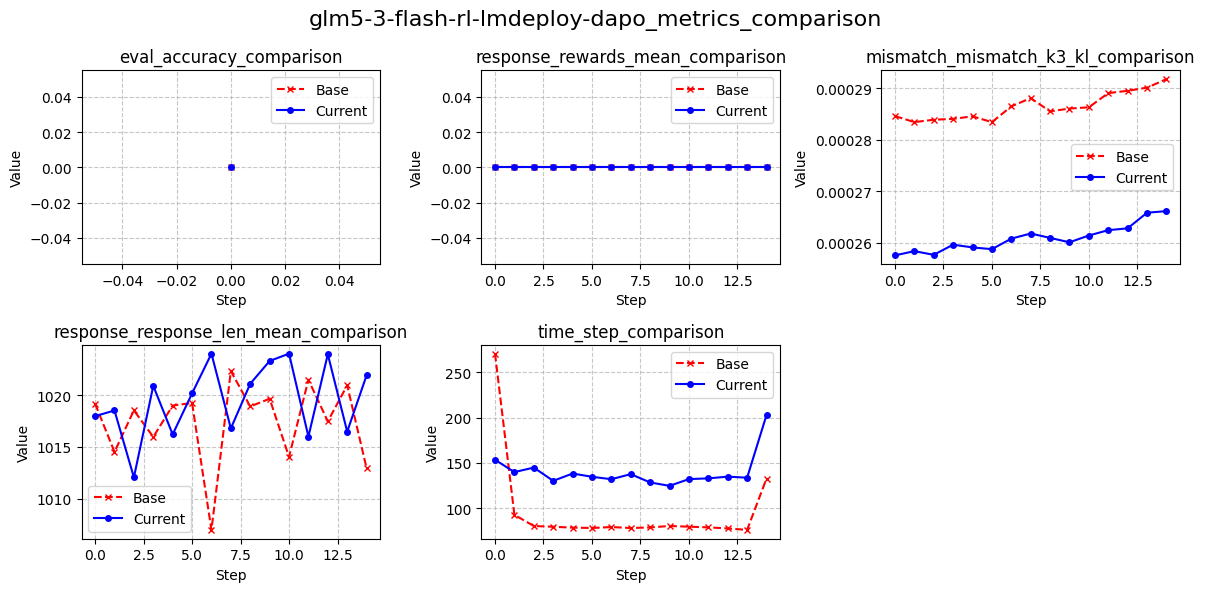 glm5-3-flash-rl-lmdeploy-dapo_metrics_comparison
eval_accuracy_comparison
0.04
0.02
0.00
−0.02
−0.04
Value
−0.04
−0.02
0.00
0.02
0.04
Step
Base
Current
response_rewards_mean_comparison
0.04
0.02
0.00
−0.02
−0.04
Value
0.0
2.5
5.0
7.5
10.0
12.5
Step
Base
Current
mismatch_mismatch_k3_kl_comparison
0.00029
0.00028
0.00027
0.00026
Value
0.0
2.5
5.0
7.5
10.0
12.5
Step
Base
Current
response_response_len_mean_comparison
1020
1015
1010
Value
0.0
2.5
5.0
7.5
10.0
12.5
Step
Base
Current
time_step_comparison
250
200
150
100
Value
0.0
2.5
5.0
7.5
10.0
12.5
Step
Base
Current